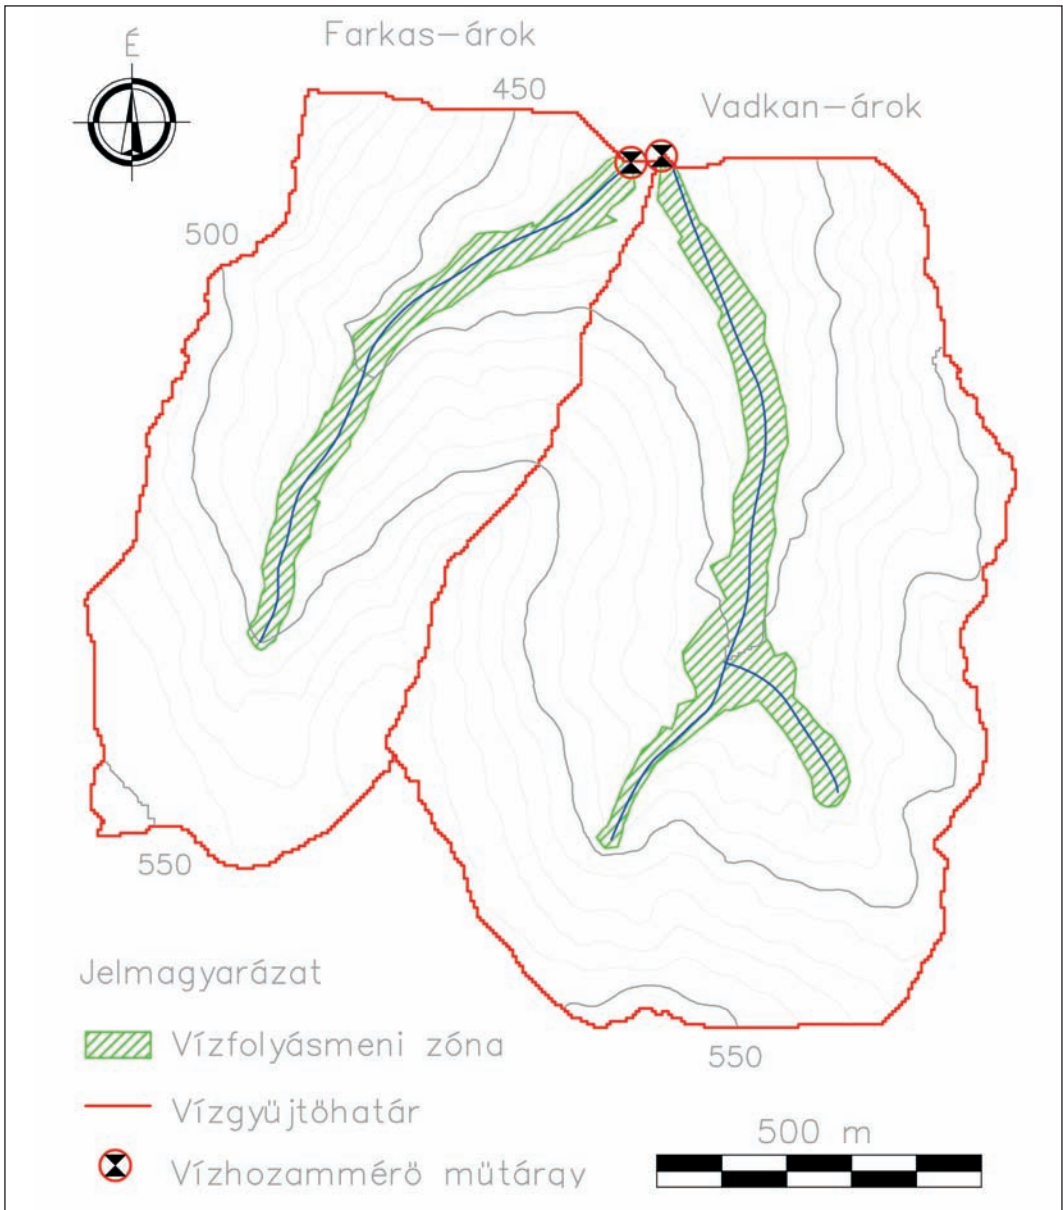 Farkas-árok
É
450
Vadkan-árok
500
550
Jelmagyarázat
Vízfolyásmeni zóna
550
Vízgyüjtöhatár
500 m
Vízhozammérö mütárgy